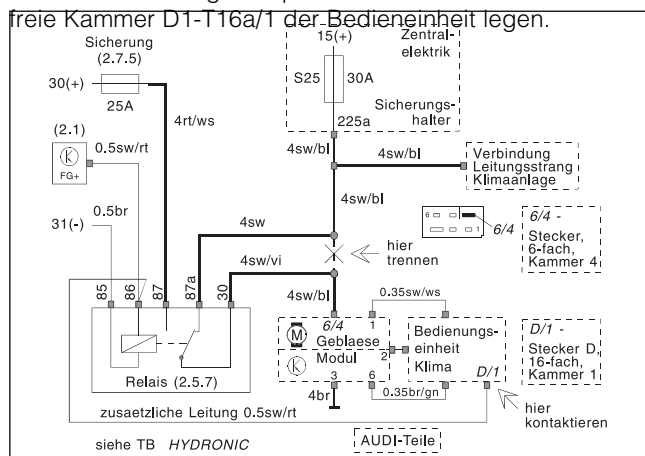 freie Kammer D1-T16a/1 der Bedieneinheit legen.
Sicherung
(2.7.5)
30(+)
25A
4rt/ws
(2.1)
0.5sw/rt
FG+
31(-)
0.5br
15(+)
Zentral-
elektrik
S25
30A
Sicherungs-
halter
225a
4sw/bl
4sw/bl
Verbindung
Leitungsstrang
Klimaanlage
4sw/bl
4sw
6
1
6/4
6/4 -
Stecker,
6-fach,
Kammer 4
hier
trennen
4sw/vi
85
86
87
87a
30
4sw/bl
0.35sw/ws
M
6/4
1
Geblaese
Modul
2
3
6
Bedienungs-
einheit
Klima
D/1
D/1 -
Stecker D,
16-fach,
Kammer 1
Relais (2.5.7)
4br
0.35br/gn
zusaetzliche Leitung 0.5sw/rt
hier
kontaktieren
siehe TB HYDRONIC
AUDI-Teile